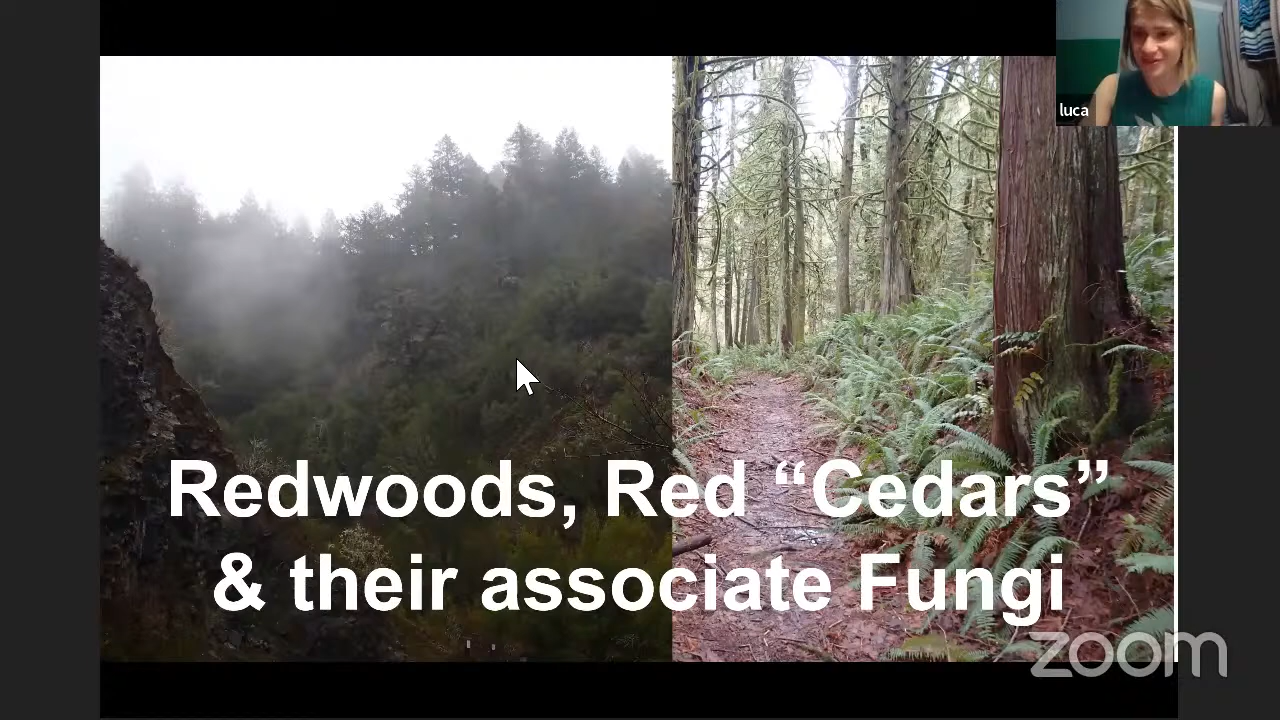 luca
Redwoods, Red “Cedars”
& their associate Fungi
zoom